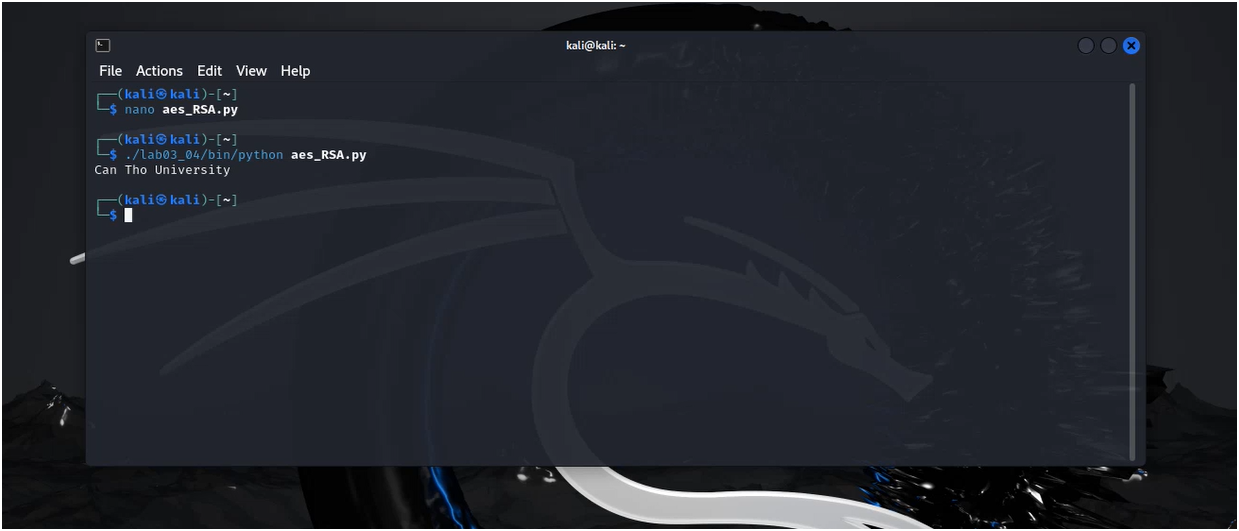 kali@kali: ~
File Actions Edit View Help
┌──(kali㉿kali)-[~]
└─$ nano aes_RSA.py
┌──(kali㉿kali)-[~]
└─$ ./lab03_04/bin/python aes_RSA.py
Can Tho University
┌──(kali㉿kali)-[~]
└─$